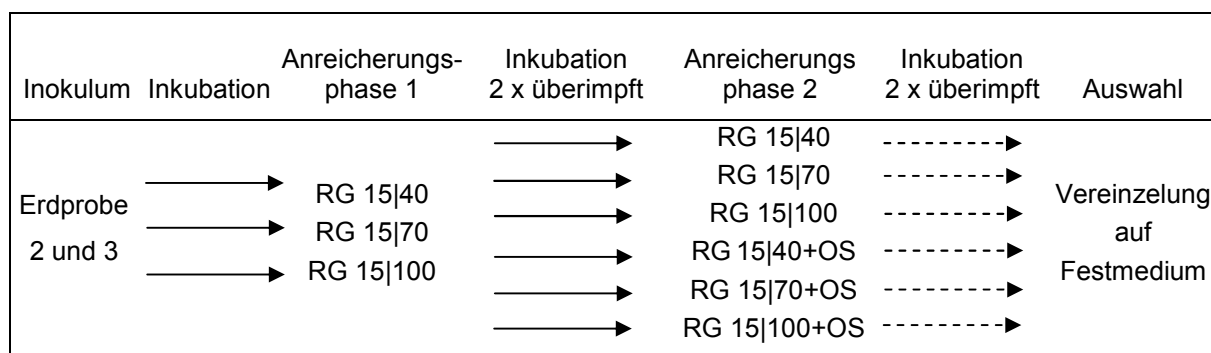 Inokulum Inkubation Anreicherungs-phase 1 Inkubation 2 x überimpft Anreicherungs phase 2 Inkubation 2 x überimpft Auswahl
Erdprobe
2 und 3
RG 15|40
RG 15|70
RG 15|100
RG 15|40
RG 15|70
RG 15|100
RG 15|40+OS
RG 15|70+OS
RG 15|100+OS
Vereinzelung
auf
Festmedium